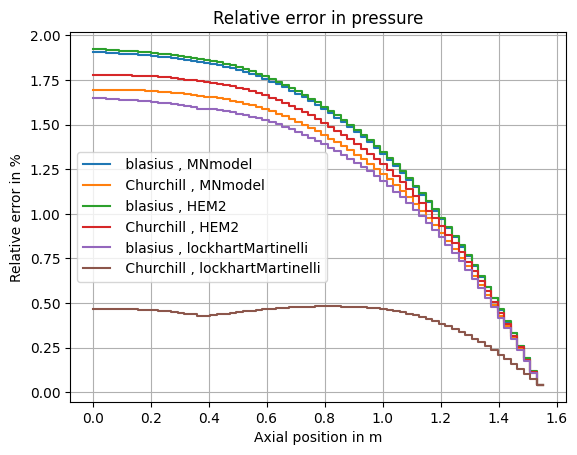 Relative error in pressure
Relative error in %
2.00
1.75
1.50
1.25
1.00
0.75
0.50
0.25
0.00
blasius , MNmodel
Churchill , MNmodel
blasius , HEM2
Churchill , HEM2
blasius , lockhartMartinelli
Churchill , lockhartMartinelli
0.0 0.2 0.4 0.6 0.8 1.0 1.2 1.4 1.6
Axial position in m